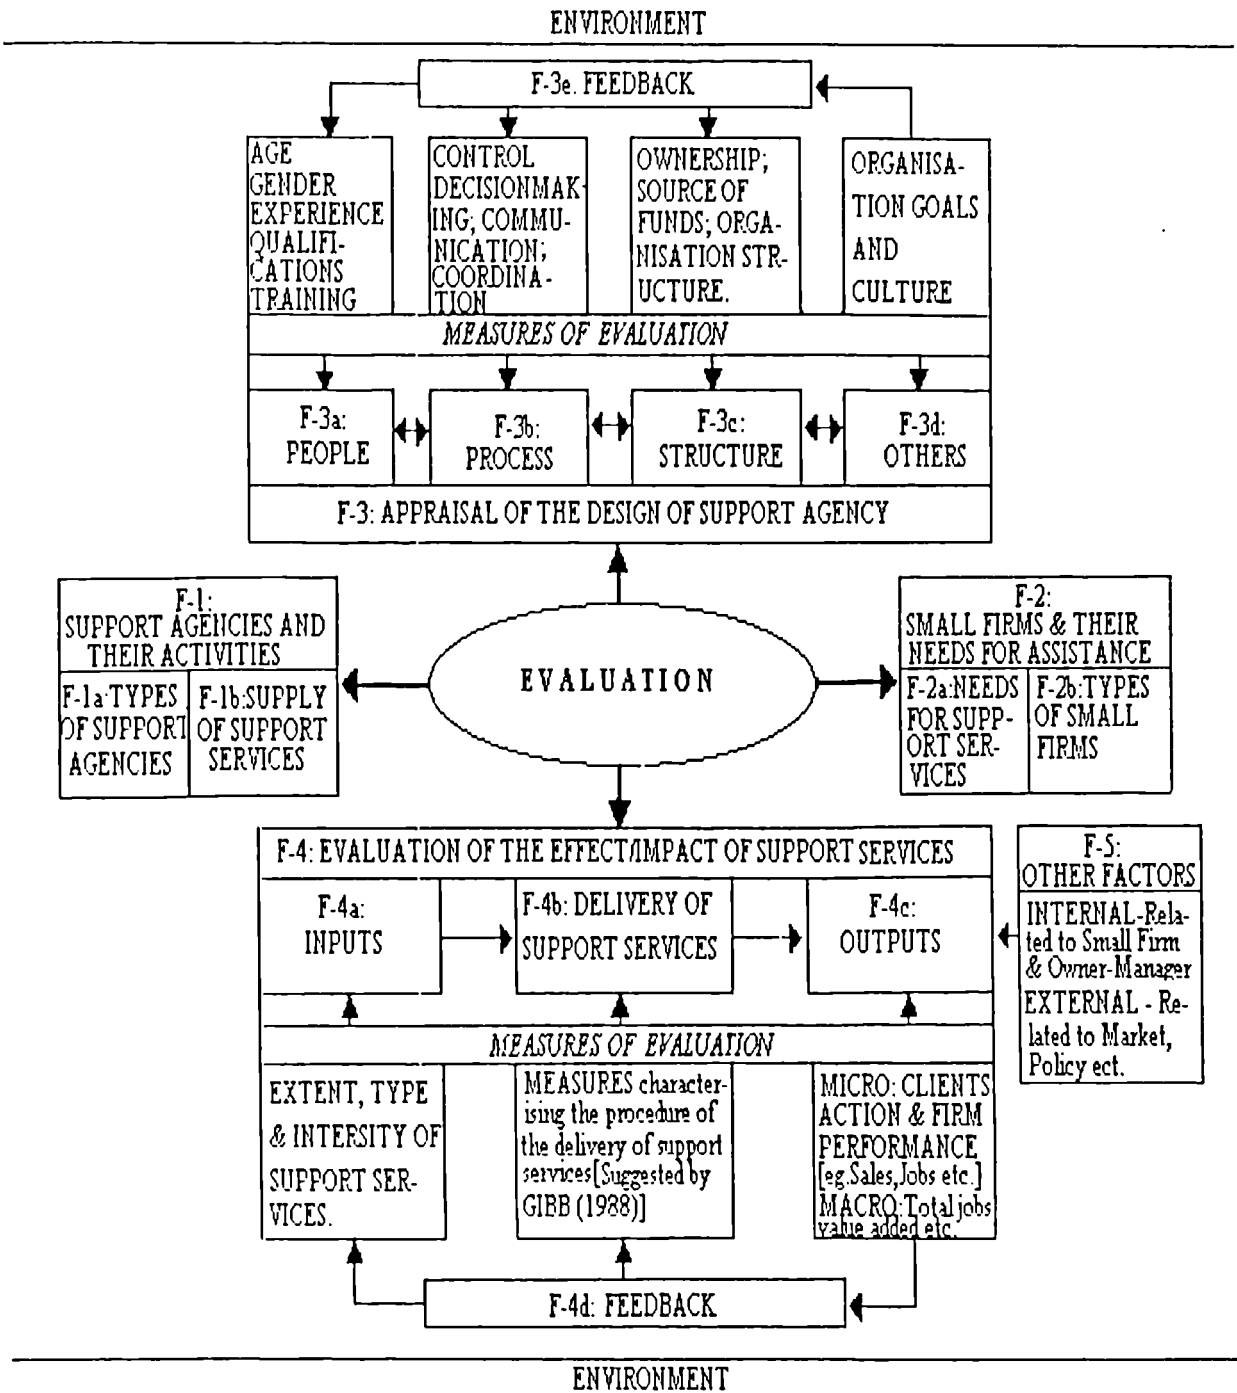 ENVIRONMENT
F-3e. FEEDBACK
AGE
GENDER
EXPERIENCE
QUALIFI-
CATIONS
TRAINING
CONTROL
DECISIONMAK-
ING; COMMU-
NICATION;
COORDINA-
TION
OWNERSHIP;
SOURCE OF
FUNDS; ORGA-
NISATION STR-
UCTURE.
ORGANISA-
TION GOALS
AND
CULTURE
MEASURES OF EVALUATION
F-3a:
PEOPLE
F-3b:
PROCESS
F-3c:
STRUCTURE
F-3d:
OTHERS
F-3: APPRAISAL OF THE DESIGN OF SUPPORT AGENCY
F-1:
SUPPORT AGENCIES AND
THEIR ACTIVITIES
F-1a:TYPES
OF SUPPORT
AGENCIES
F-1b:SUPPLY
OF SUPPORT
SERVICES
EVALUATION
F-2:
SMALL FIRMS & THEIR
NEEDS FOR ASSISTANCE
F-2a:NEEDS
FOR SUPP-
ORT SER-
VICES
F-2b:TYPES
OF SMALL
FIRMS
F-4: EVALUATION OF THE EFFECT/IMPACT OF SUPPORT SERVICES
F-4a:
INPUTS
F-4b: DELIVERY OF
SUPPORT SERVICES
F-4c:
OUTPUTS
F-5:
OTHER FACTORS
INTERNAL-Rela-
ted to Small Firm
& Owner-Manager
EXTERNAL - Re-
lated to Market,
Policy ect.
MEASURES OF EVALUATION
EXTENT, TYPE
& INTERSITY OF
SUPPORT SER-
VICES.
MEASURES character-
ising the procedure of
the delivery of support
services[Suggested by
GIBB (1988)]
MICRO: CLIENTS
ACTION & FIRM
PERFORMANCE
[eg.Sales,Jobs etc.]
MACRO:Total jobs
value added etc.
F-4d: FEEDBACK
ENVIRONMENT